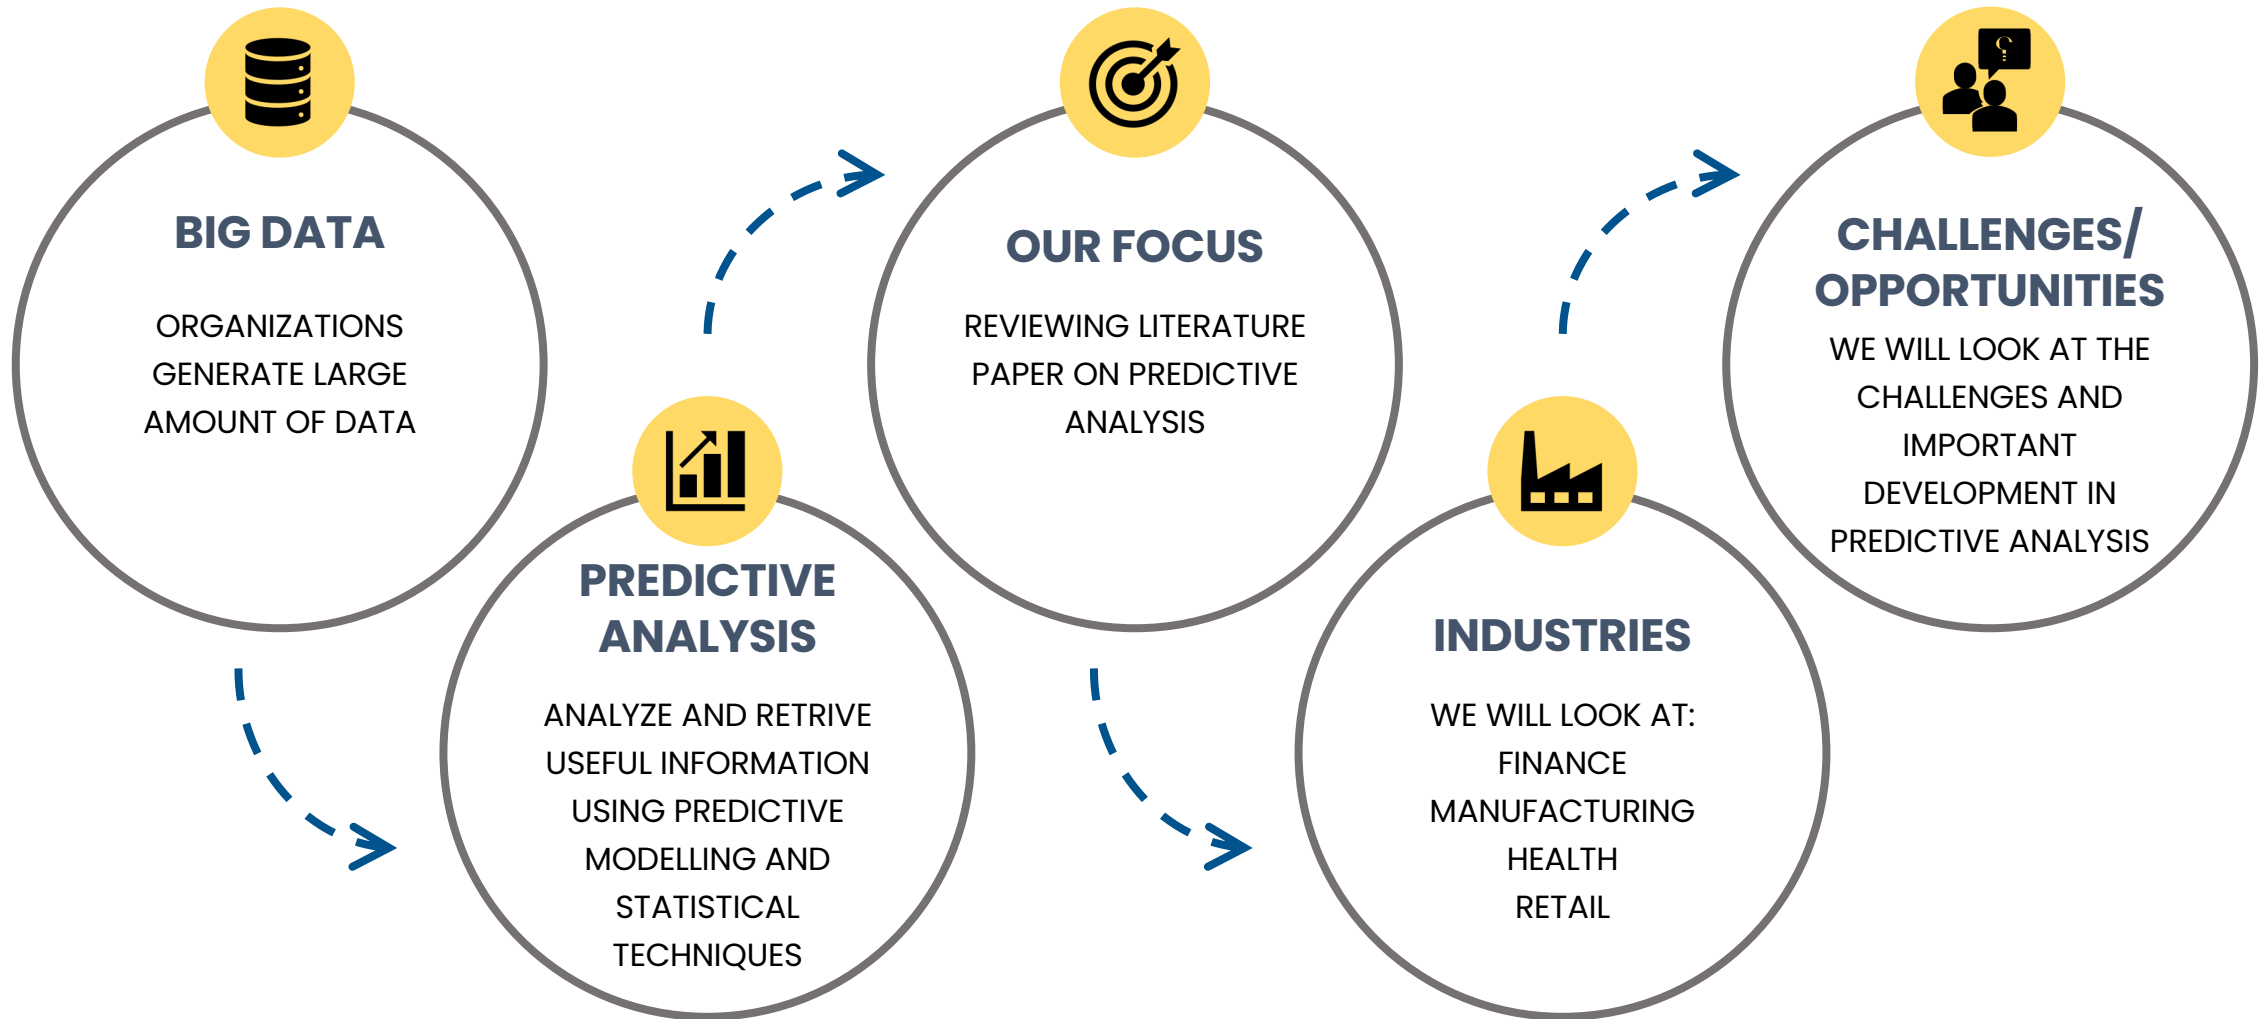 BIG DATA
ORGANIZATIONS
GENERATE LARGE
AMOUNT OF DATA
PREDICTIVE
ANALYSIS
ANALYZE AND RETRIVE
USEFUL INFORMATION
USING PREDICTIVE
MODELLING AND
STATISTICAL
TECHNIQUES
OUR FOCUS
REVIEWING LITERATURE
PAPER ON PREDICTIVE
ANALYSIS
INDUSTRIES
WE WILL LOOK AT:
FINANCE
MANUFACTURING
HEALTH
RETAIL
CHALLENGES/
OPPORTUNITIES
WE WILL LOOK AT THE
CHALLENGES AND
IMPORTANT
DEVELOPMENT IN
PREDICTIVE ANALYSIS